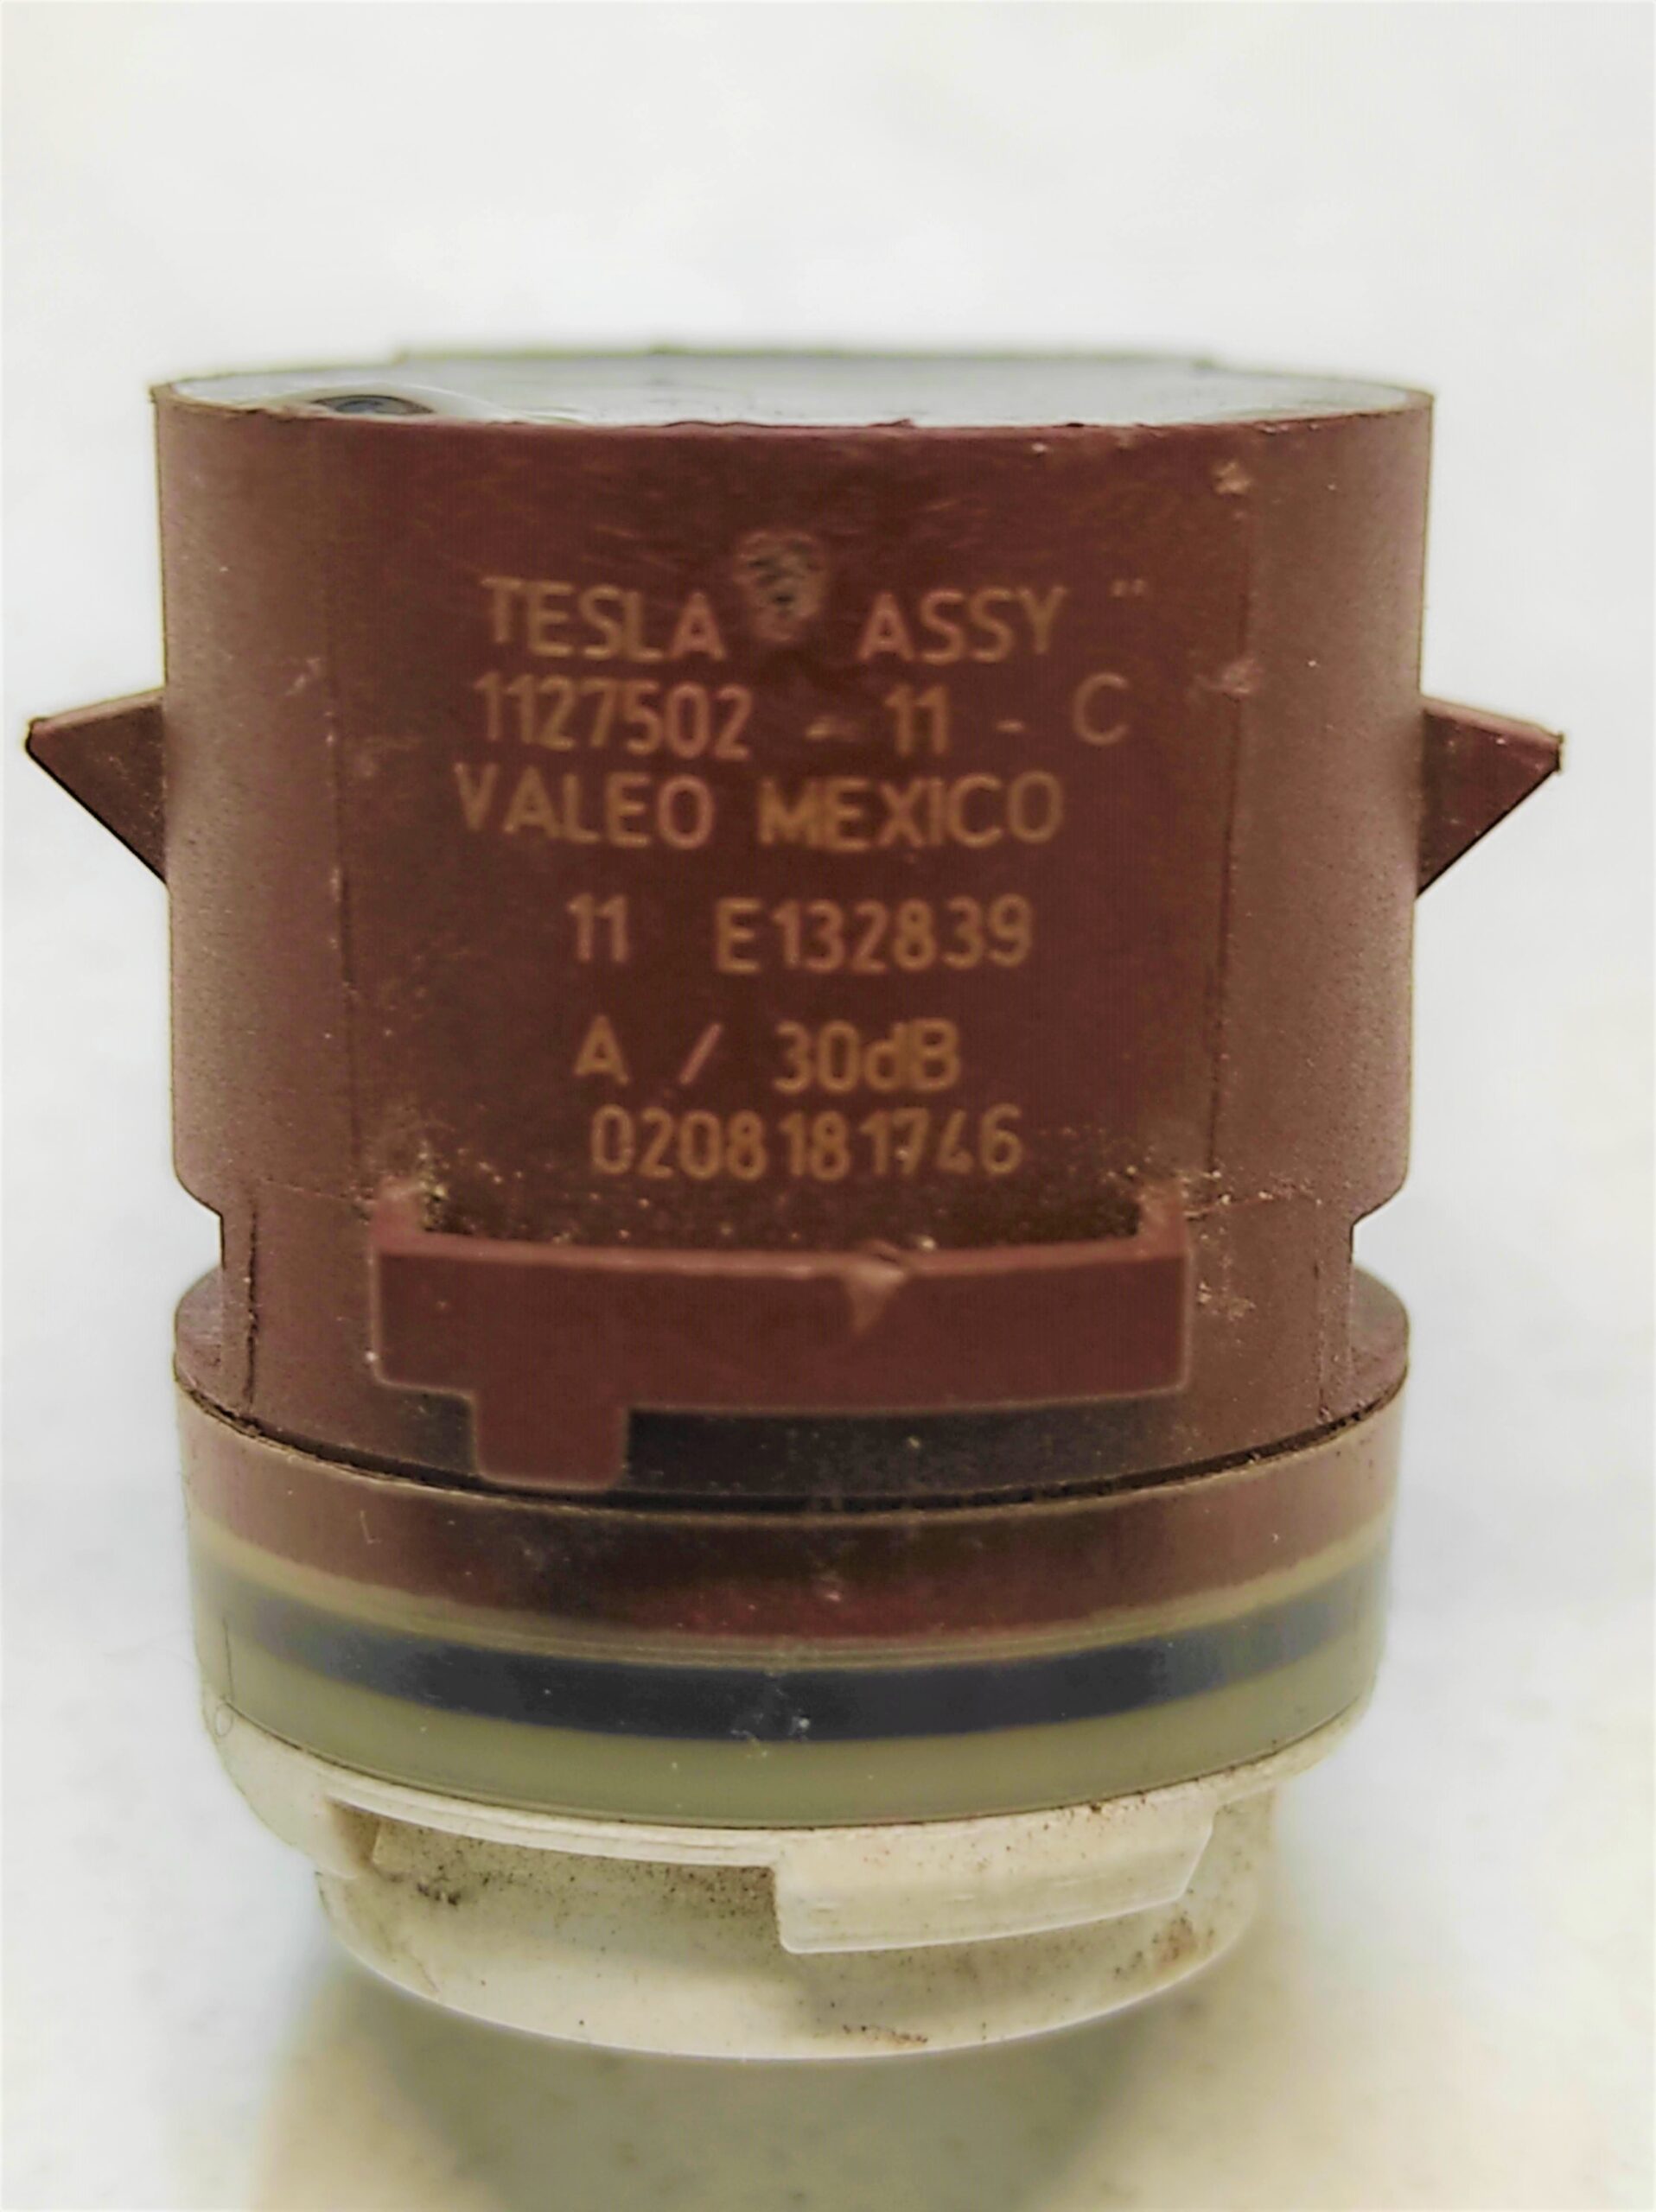 TESLA ASSY
1127502 - 11 - C
VALEO MEXICO
11 E132839
A / 30dB
0208181746